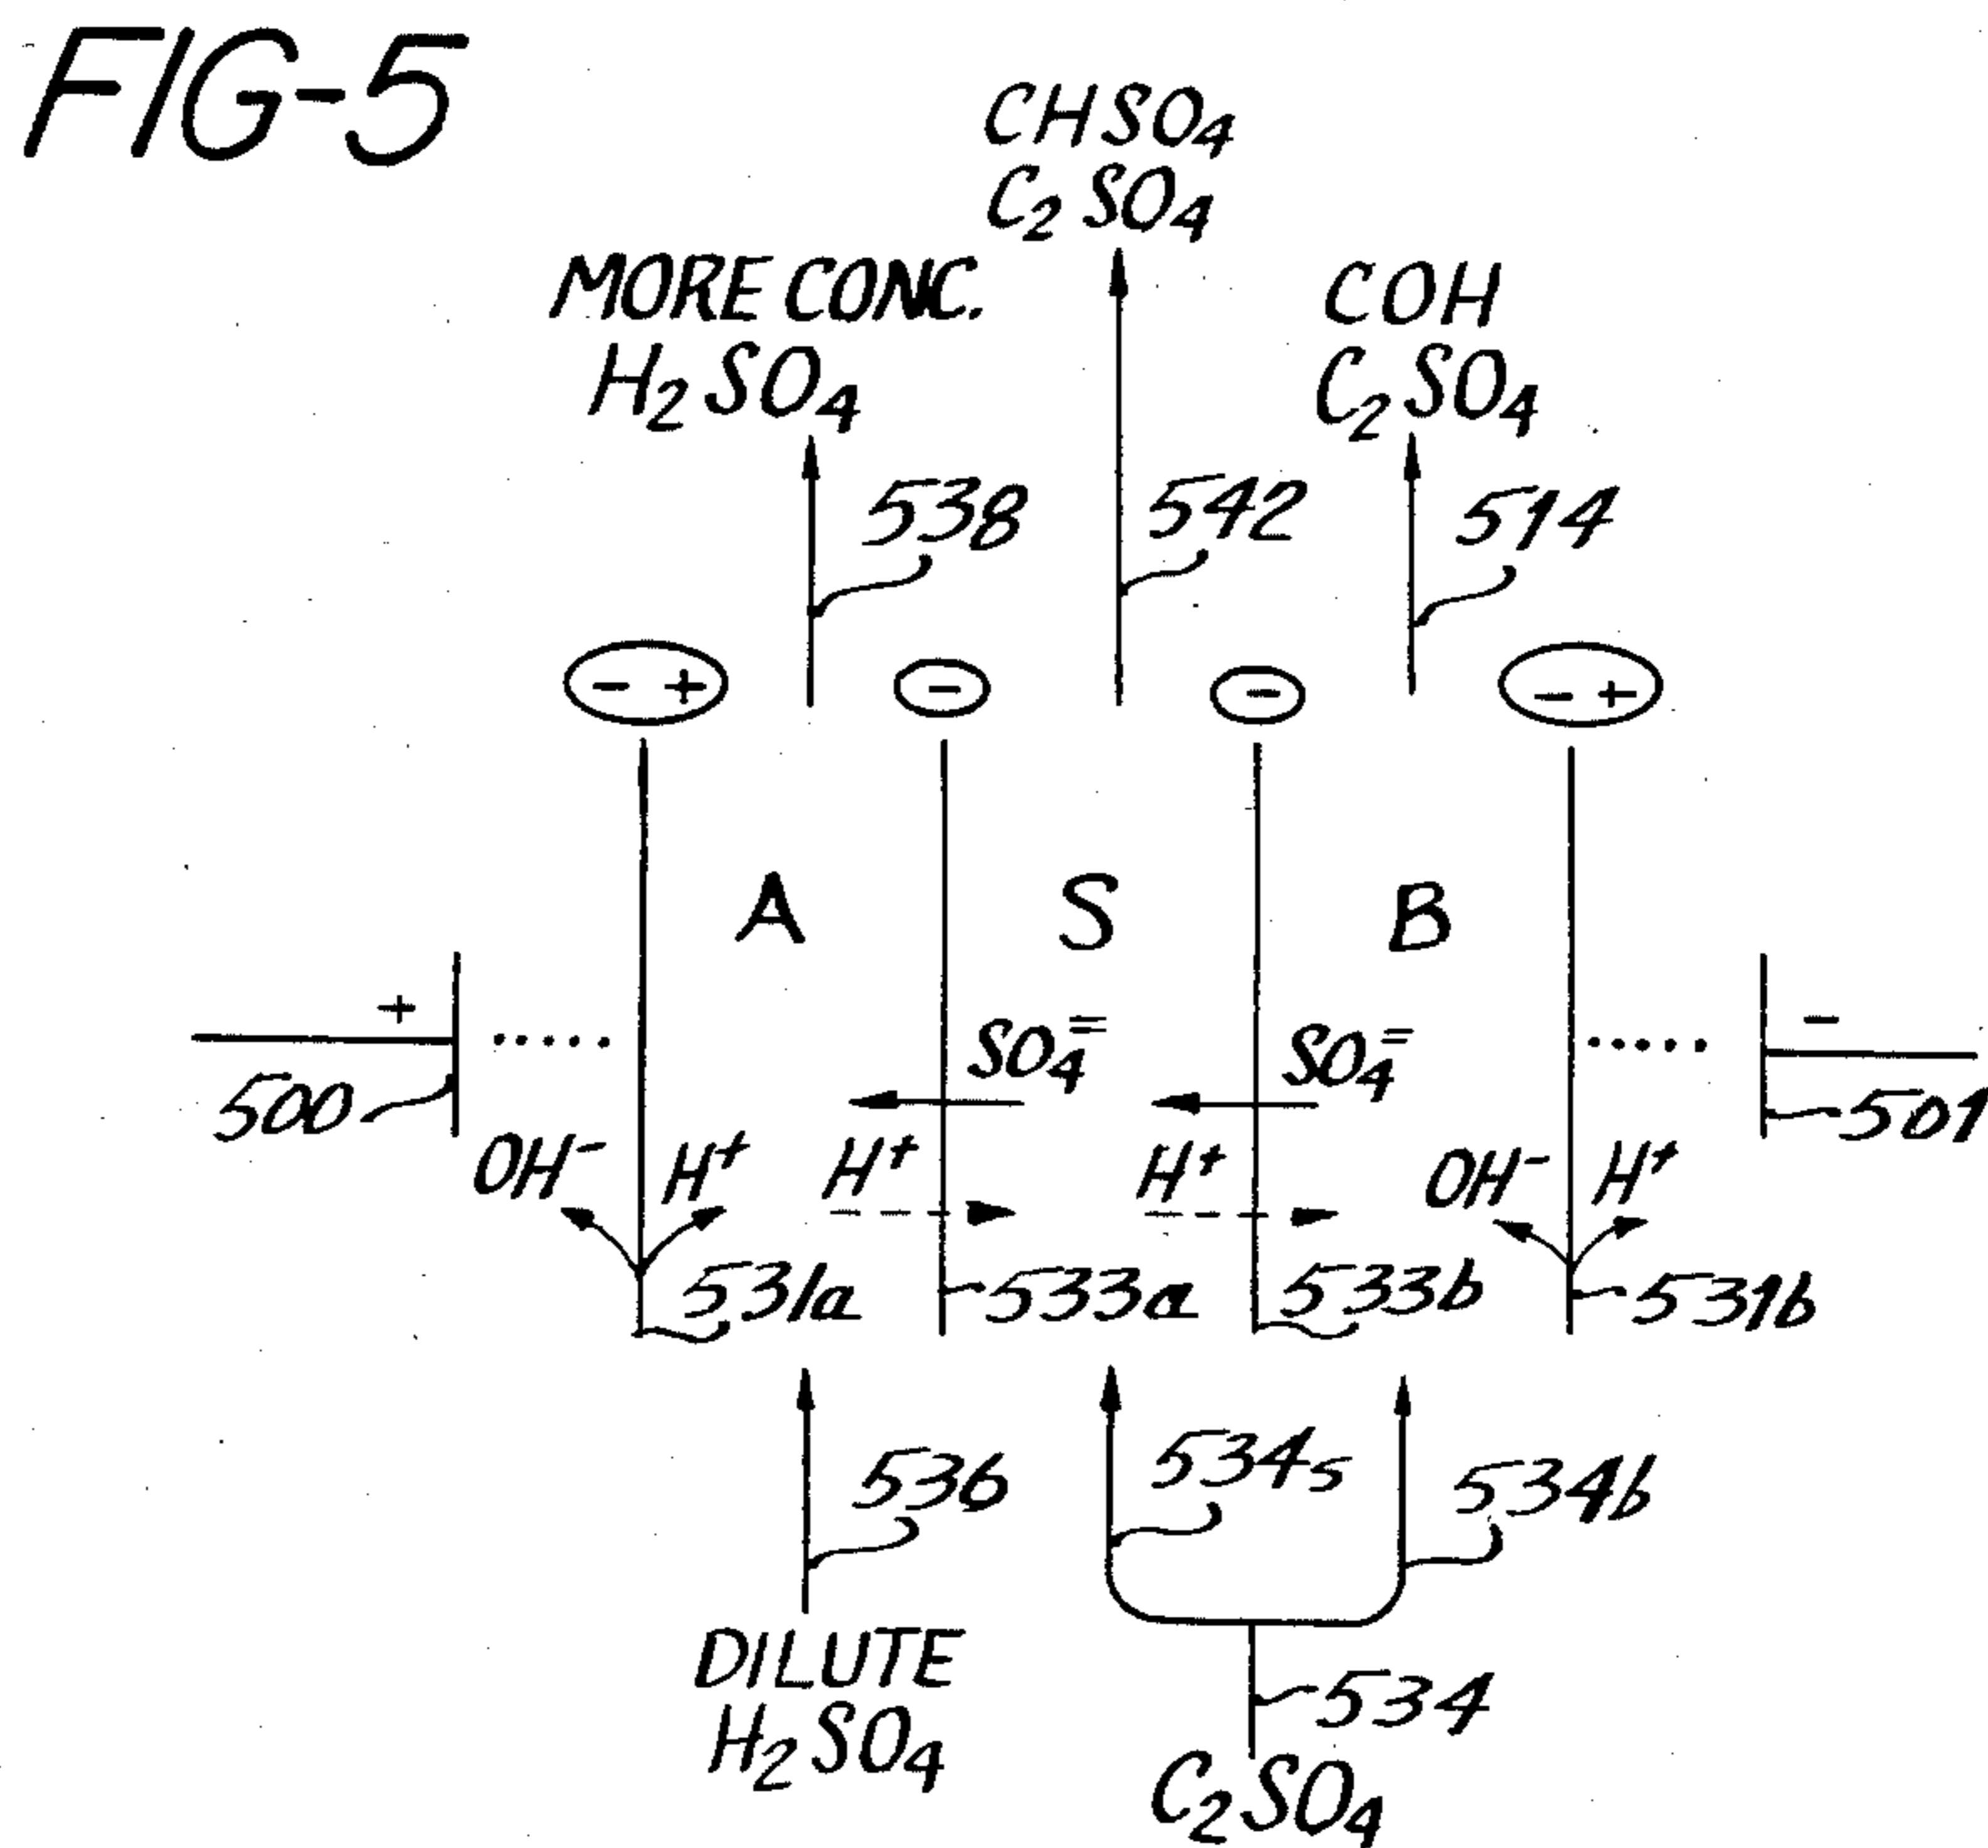 FIG-5
CHSO₄
C₂SO₄
MORE CONC.
H₂SO₄
COH
C₂SO₄
538
542
514
- +
-
-
- +
A
S
B
+
-
SO₄⁼
SO₄⁼
500
501
OH⁻
H⁺
H⁺
H⁺
OH⁻
H⁺
531a
533a
533b
531b
536
534s
534b
DILUTE
H₂SO₄
534
C₂SO₄